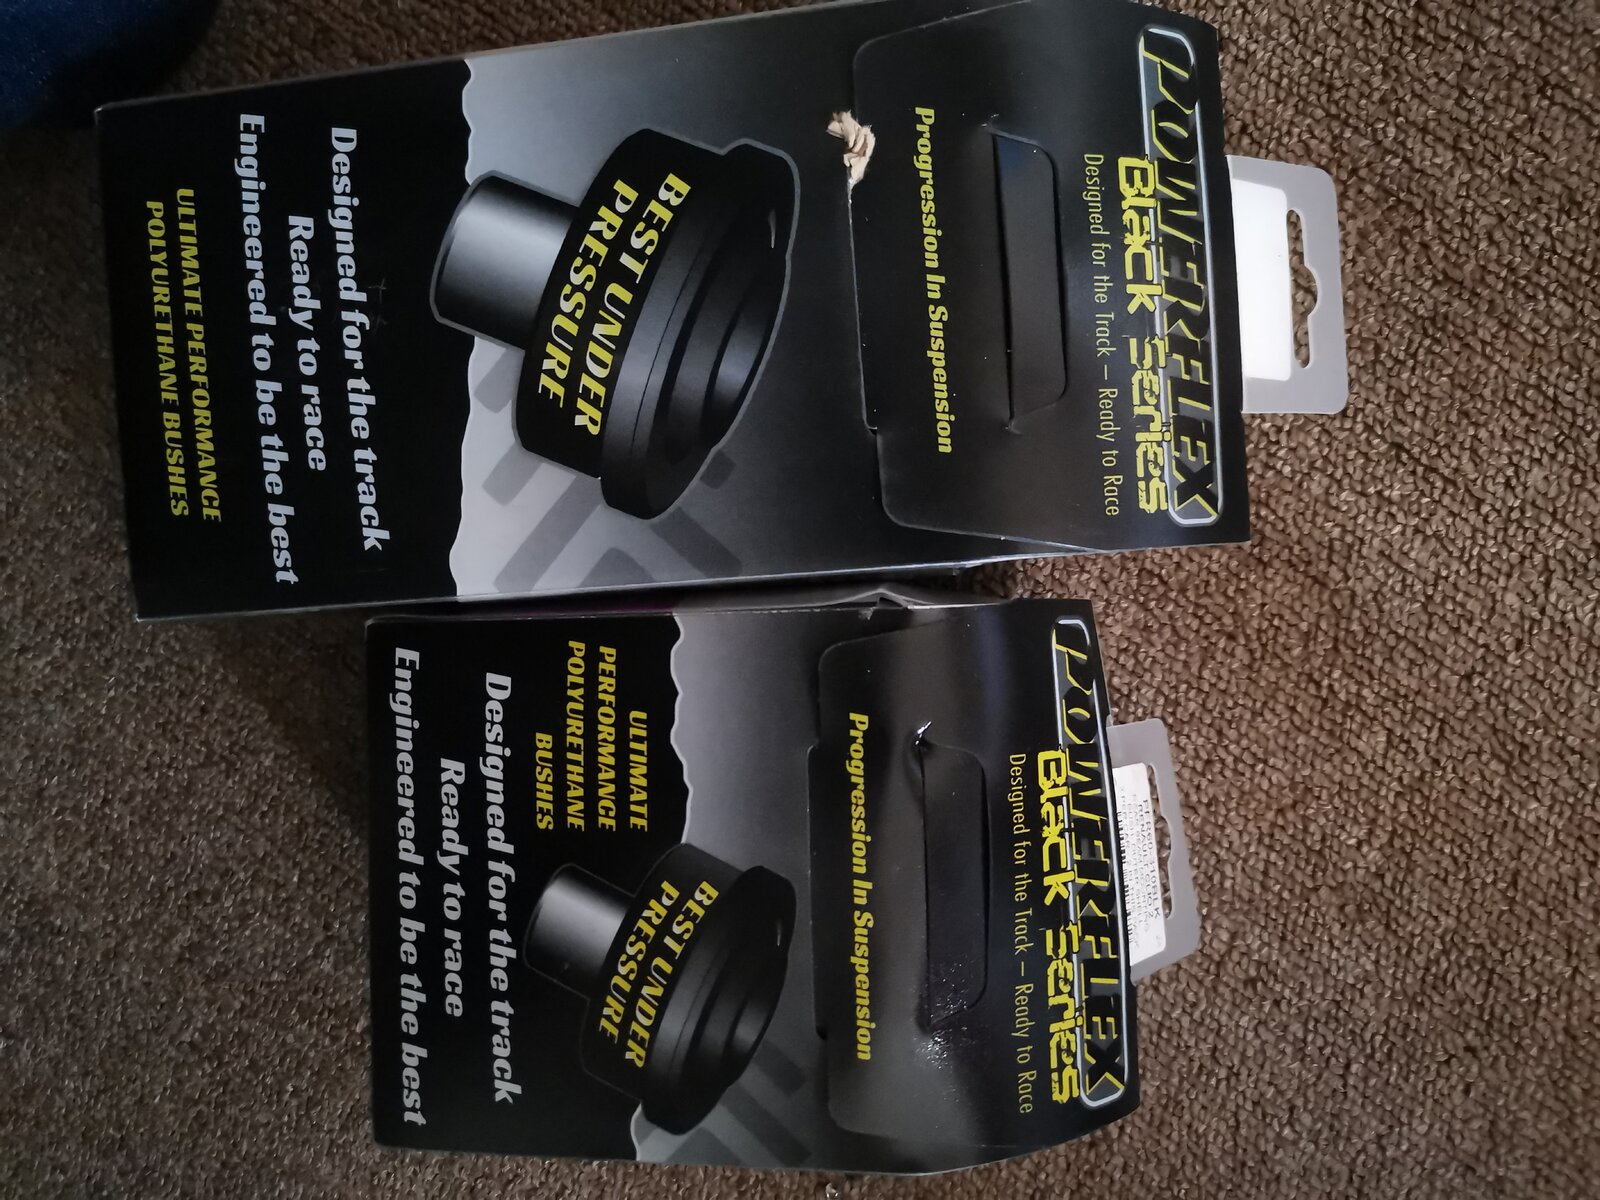 POWERFLEX
Black Series
Designed for the Track – Ready to Race
Progression In Suspension
BEST UNDER
PRESSURE
Designed for the track
Ready to race
Engineered to be the best
ULTIMATE PERFORMANCE
POLYURETHANE BUSHES
POWERFLEX
Black Series
Designed for the Track – Ready to Race
Progression In Suspension
BEST UNDER
PRESSURE
ULTIMATE
PERFORMANCE
POLYURETHANE
BUSHES
Designed for the track
Ready to race
Engineered to be the best
RENAULT